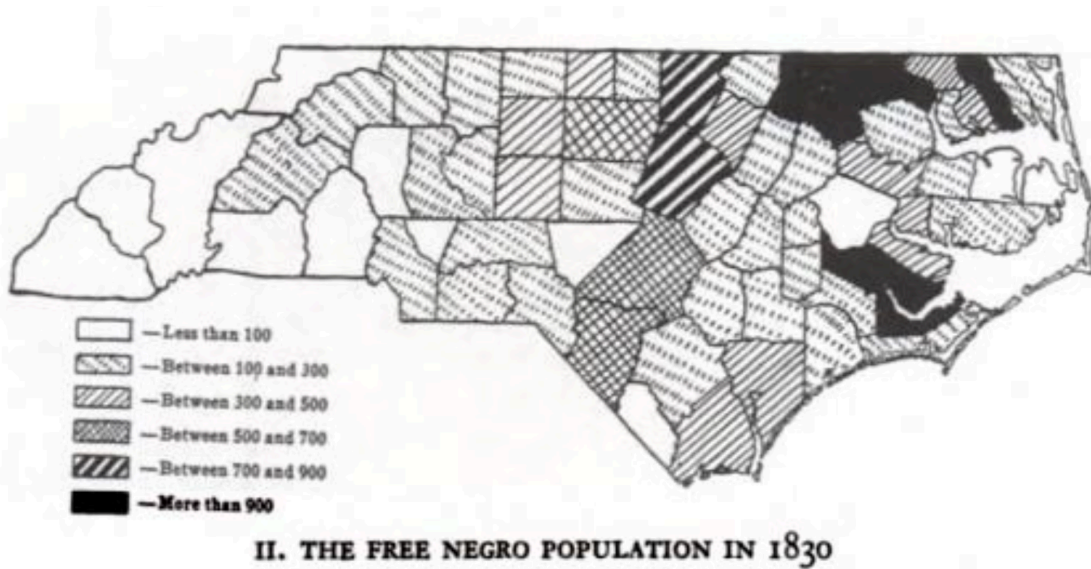 —Less than 100
—Between 100 and 300
—Between 300 and 500
—Between 500 and 700
—Between 700 and 900
—More than 900
II. THE FREE NEGRO POPULATION IN 1830